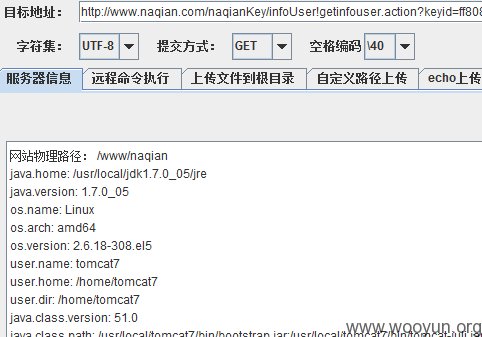 目标地址: http://www.naqian.com/naqianKey/infoUser!getinfouser.action?keyid=ff808
字符集: UTF-8 提交方式: GET 空格编码 \40
服务器信息 远程命令执行 上传文件到根目录 自定义路径上传 echo上传
网站物理路径: /www/naqian
java.home: /usr/local/jdk1.7.0_05/jre
java.version: 1.7.0_05
os.name: Linux
os.arch: amd64
os.version: 2.6.18-308.el5
user.name: tomcat7
user.home: /home/tomcat7
user.dir: /home/tomcat7
java.class.version: 51.0
java.class.path: /usr/local/tomcat7/bin/bootstrap.jar:/usr/local/tomcat7/bin/tomcat-juli.jar
www.wooyun.org